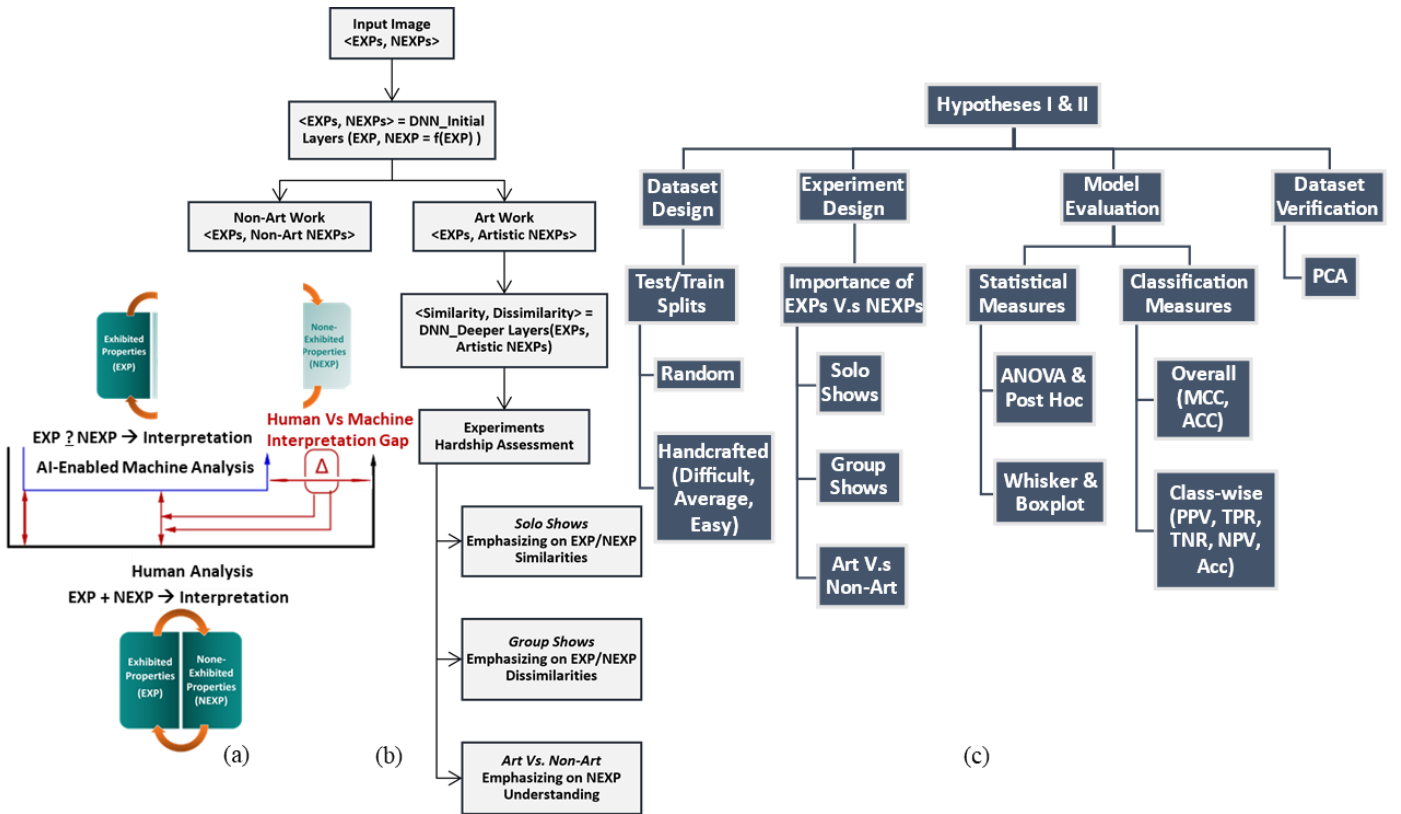 Exhibited
Properties
(EXP)
None-
Exhibited
Properties
(NEXP)
EXP ? NEXP → Interpretation
Human Vs Machine
Interpretation Gap
AI-Enabled Machine Analysis
Δ
Human Analysis
EXP + NEXP → Interpretation
Exhibited
Properties
(EXP)
None-
Exhibited
Properties
(NEXP)
(a)
Input Image
<EXPs, NEXPs>
<EXPs, NEXPs> = DNN_Initial
Layers (EXP, NEXP = f(EXP) )
Non-Art Work
<EXPs, Non-Art NEXPs>
Art Work
<EXPs, Artistic NEXPs>
<Similarity, Dissimilarity> =
DNN_Deeper Layers(EXPs,
Artistic NEXPs)
Experiments
Hardship Assessment
Solo Shows
Emphasizing on EXP/NEXP
Similarities
Group Shows
Emphasizing on EXP/NEXP
Dissimilarities
Art Vs. Non-Art
Emphasizing on NEXP
Understanding
(b)
Hypotheses I & II
Dataset
Design
Test/Train
Splits
Random
Handcrafted
(Difficult,
Average,
Easy)
Experiment
Design
Importance of
EXPs V.s NEXPs
Solo
Shows
Group
Shows
Art V.s
Non-Art
Model
Evaluation
Statistical
Measures
ANOVA &
Post Hoc
Whisker &
Boxplot
Classification
Measures
Overall
(MCC,
ACC)
Class-wise
(PPV, TPR,
TNR, NPV,
Acc)
Dataset
Verification
PCA
(c)